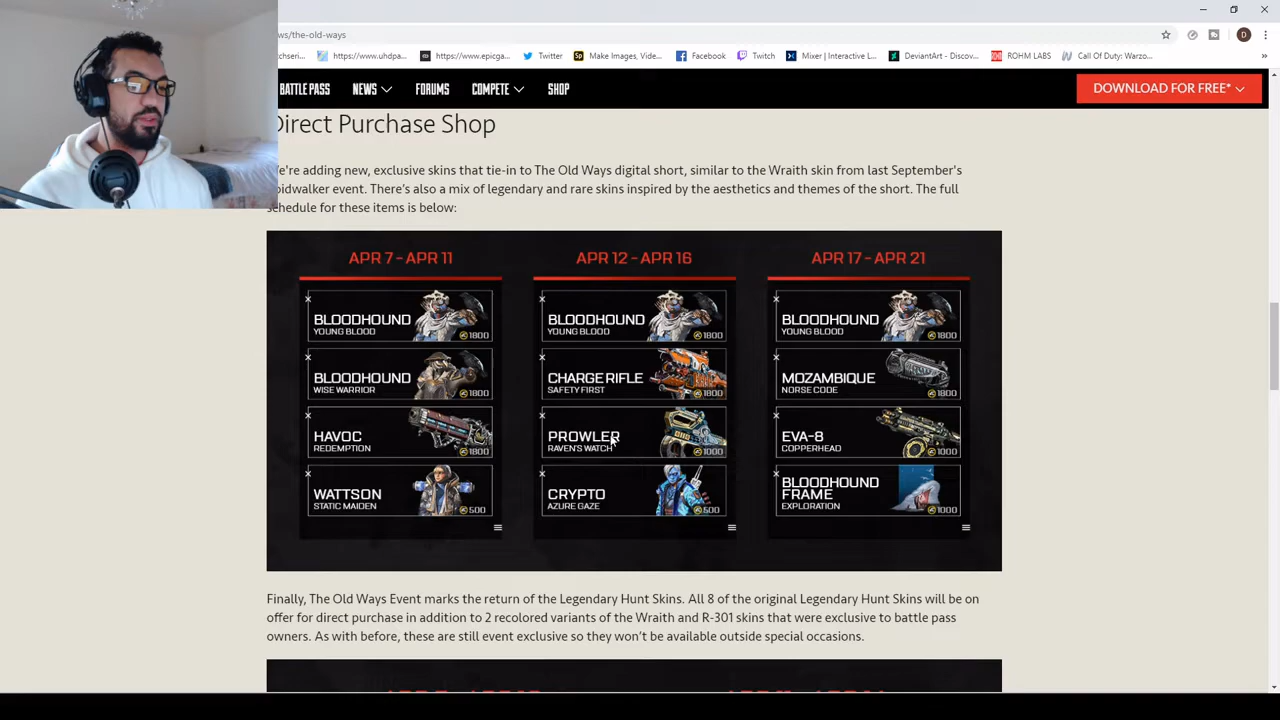 ws/the-old-ways
chseri...
https://www.uhdpa...
https://www.epicga...
Twitter
Make Images, Vide...
Facebook
Twitch
Mixer | Interactive L...
DeviantArt - Discov...
ROHM LABS
Call Of Duty: Warzo...
»
D
BATTLE PASS
NEWS
FORUMS
COMPETE
SHOP
DOWNLOAD FOR FREE*
Direct Purchase Shop
e're adding new, exclusive skins that tie-in to The Old Ways digital short, similar to the Wraith skin from last September's
oidwalker event. There's also a mix of legendary and rare skins inspired by the aesthetics and themes of the short. The full
schedule for these items is below:
APR 7 - APR 11
BLOODHOUND
YOUNG BLOOD
1800
BLOODHOUND
WISE WARRIOR
1800
HAVOC
REDEMPTION
1800
WATTSON
STATIC MAIDEN
500
APR 12 - APR 16
BLOODHOUND
YOUNG BLOOD
1800
CHARGE RIFLE
SAFETY FIRST
1800
PROWLER
RAVEN'S WATCH
1000
CRYPTO
AZURE GAZE
500
APR 17 - APR 21
BLOODHOUND
YOUNG BLOOD
1800
MOZAMBIQUE
NORSE CODE
1800
EVA-8
COPPERHEAD
1000
BLOODHOUND
FRAME
EXPLORATION
1000
Finally, The Old Ways Event marks the return of the Legendary Hunt Skins. All 8 of the original Legendary Hunt Skins will be on
offer for direct purchase in addition to 2 recolored variants of the Wraith and R-301 skins that were exclusive to battle pass
owners. As with before, these are still event exclusive so they won't be available outside special occasions.